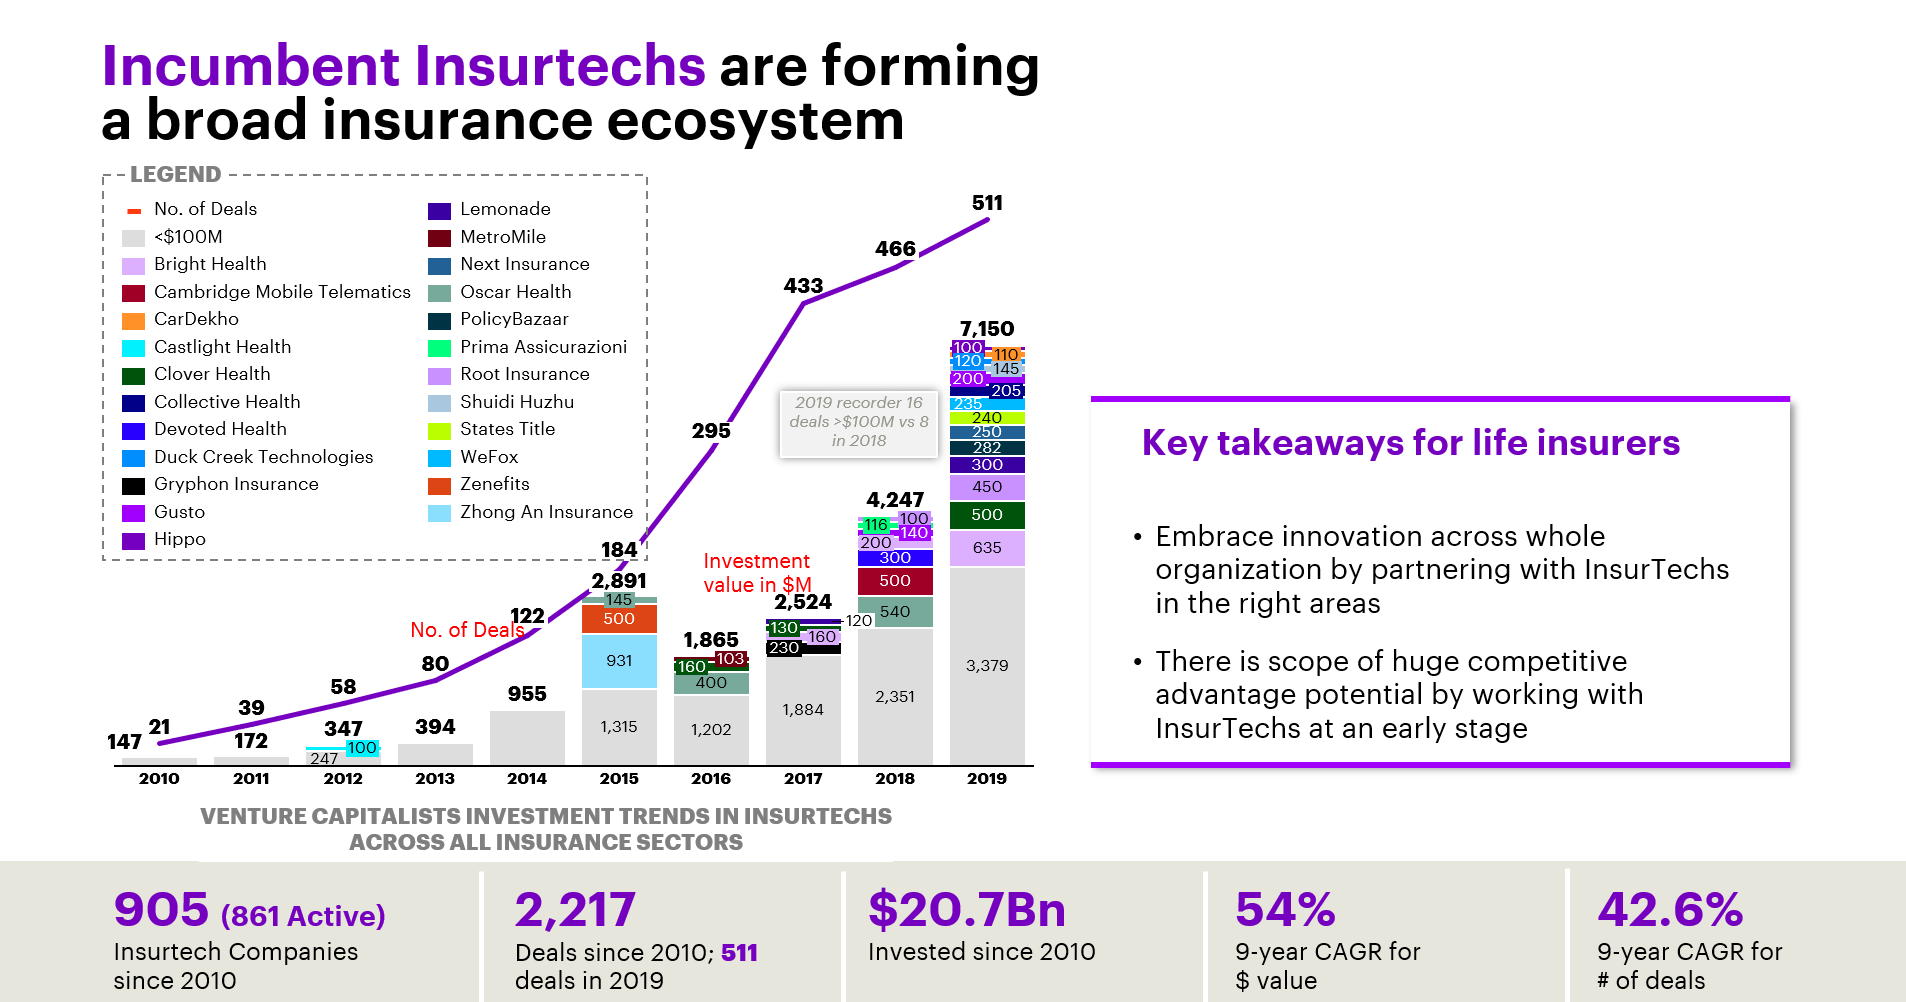 Incumbent Insurtechs are forming
a broad insurance ecosystem
LEGEND
No. of Deals
<$100M
Bright Health
Cambridge Mobile Telematics
CarDekho
Castlight Health
Clover Health
Collective Health
Devoted Health
Duck Creek Technologies
Gryphon Insurance
Gusto
Hippo
Lemonade
MetroMile
Next Insurance
Oscar Health
PolicyBazaar
Prima Assicurazioni
Root Insurance
Shuidi Huzhu
States Title
WeFox
Zenefits
Zhong An Insurance
No. of Deals
Investment
value in $M
2019 recorder 16
deals >$100M vs 8
in 2018
21
39
58
80
122
184
295
433
466
511
147
172
347
100
247
394
955
2,891
145
500
931
1,315
1,865
103
160
400
1,202
2,524
120
130
160
230
1,884
4,247
100
116
140
200
300
500
540
2,351
7,150
100
110
120
145
200
205
235
240
250
282
300
450
500
635
3,379
2010 2011 2012 2013 2014 2015 2016 2017 2018 2019
VENTURE CAPITALISTS INVESTMENT TRENDS IN INSURTECHS
ACROSS ALL INSURANCE SECTORS
Key takeaways for life insurers
• Embrace innovation across whole
organization by partnering with InsurTechs
in the right areas
• There is scope of huge competitive
advantage potential by working with
InsurTechs at an early stage
905 (861 Active)
Insurtech Companies
since 2010
2,217
Deals since 2010; 511
deals in 2019
$20.7Bn
Invested since 2010
54%
9-year CAGR for
$ value
42.6%
9-year CAGR for
# of deals